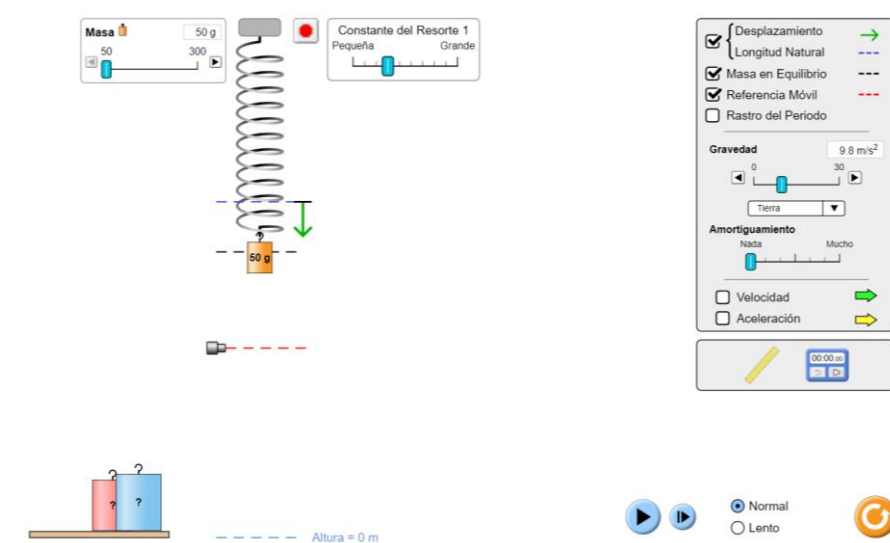 Masa
50 g
50
300
Constante del Resorte 1
Pequeña
Grande
50 g
?
?
Altura = 0 m
Desplazamiento
Longitud Natural
Masa en Equilibrio
Referencia Móvil
Rastro del Periodo
Gravedad
9.8 m/s²
0
30
Tierra
Amortiguamiento
Nada
Mucho
Velocidad
Aceleración
00:00.00
Normal
Lento